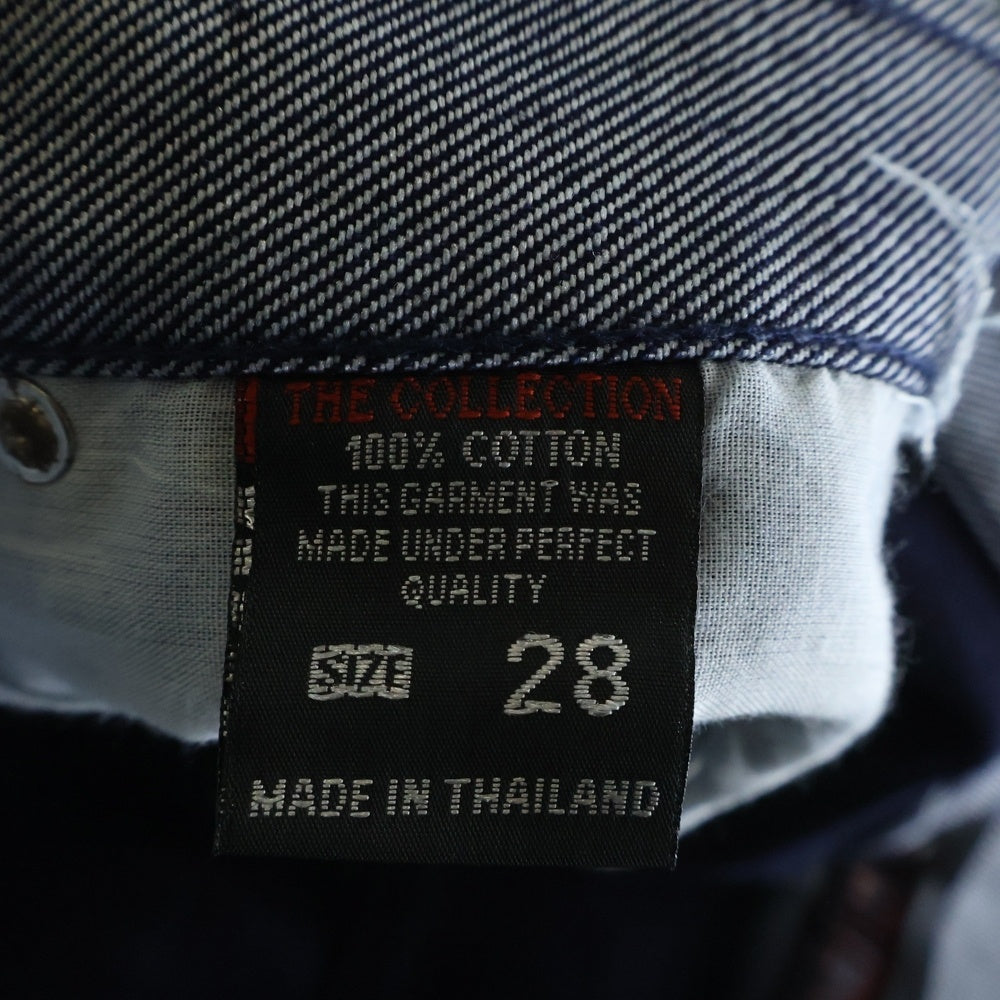 THE COLLECTION
100% COTTON
THIS GARMENT WAS
MADE UNDER PERFECT
QUALITY
SIZE 28
MADE IN THAILAND